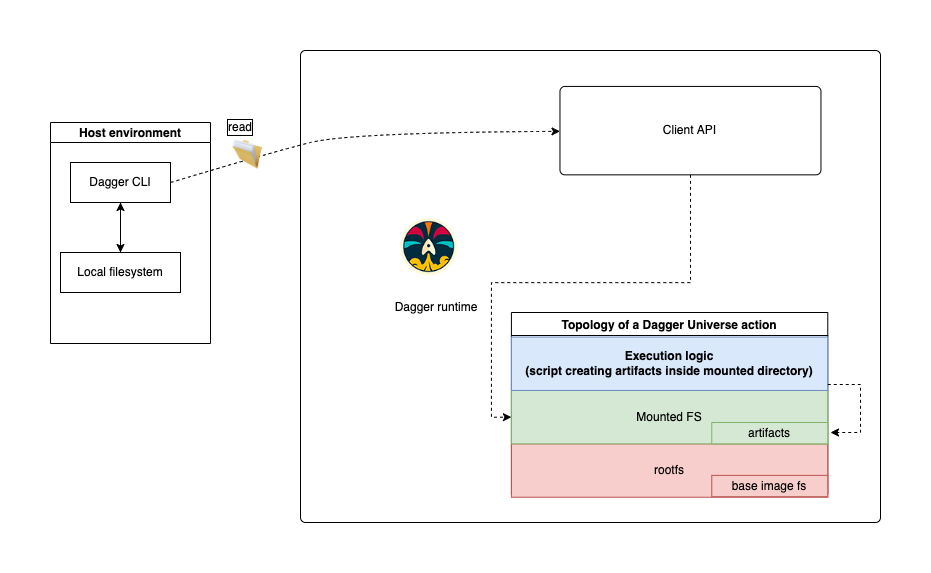 Host environment
read
Dagger CLI
Local filesystem
Client API
Dagger runtime
Topology of a Dagger Universe action
Execution logic
(script creating artifacts inside mounted directory)
Mounted FS
artifacts
rootfs
base image fs